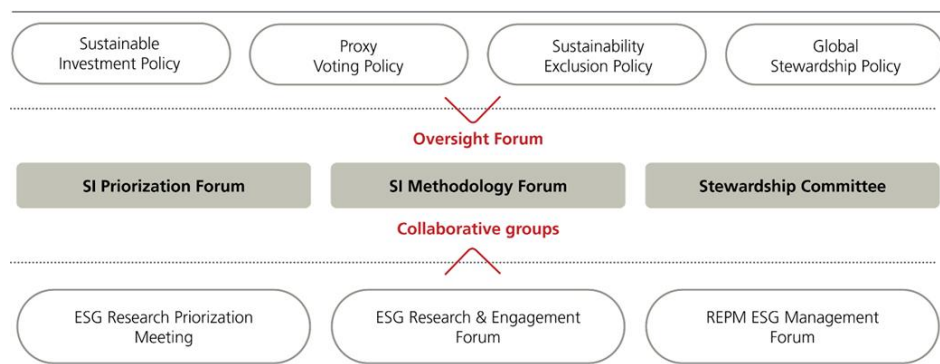 Sustainable
Investment Policy
Proxy
Voting Policy
Sustainability
Exclusion Policy
Global
Stewardship Policy
Oversight Forum
SI Priorization Forum
SI Methodology Forum
Stewardship Committee
Collaborative groups
ESG Research Priorization
Meeting
ESG Research & Engagement
Forum
REPM ESG Management
Forum